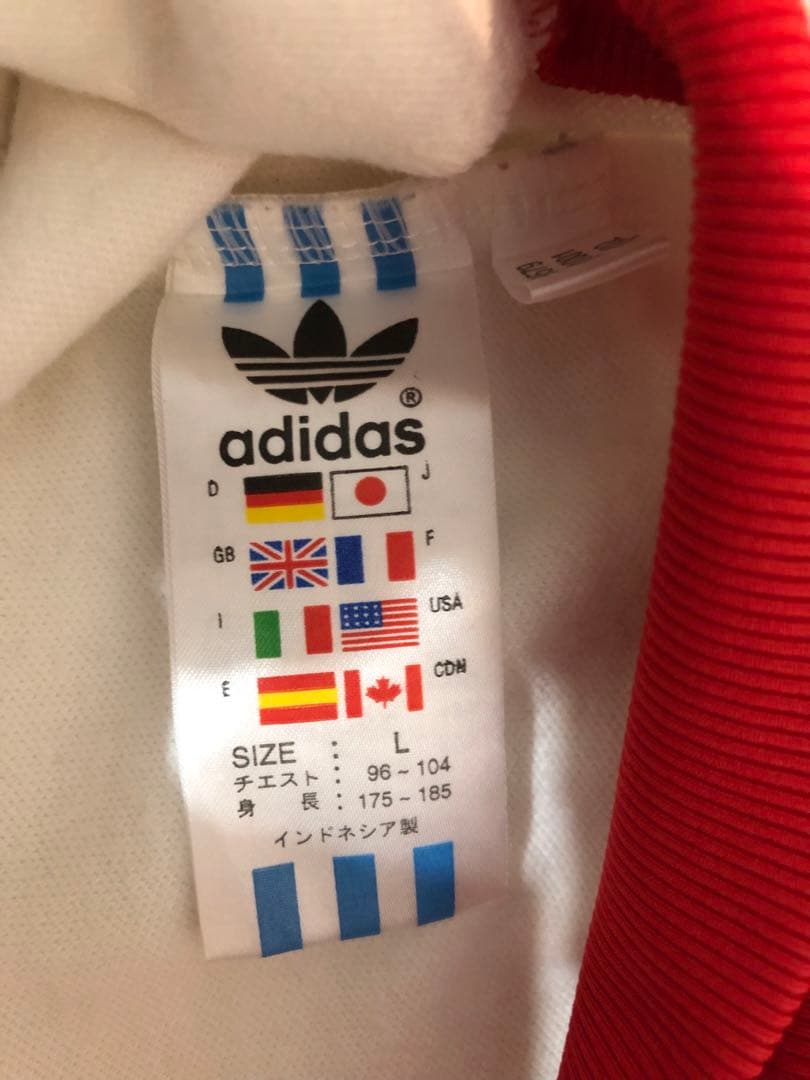 ®
adidas
D J
GB F
I USA
E CDN
SIZE : L
チエスト : 96 ~ 104
身 長 : 175 ~ 185
インドネシア製